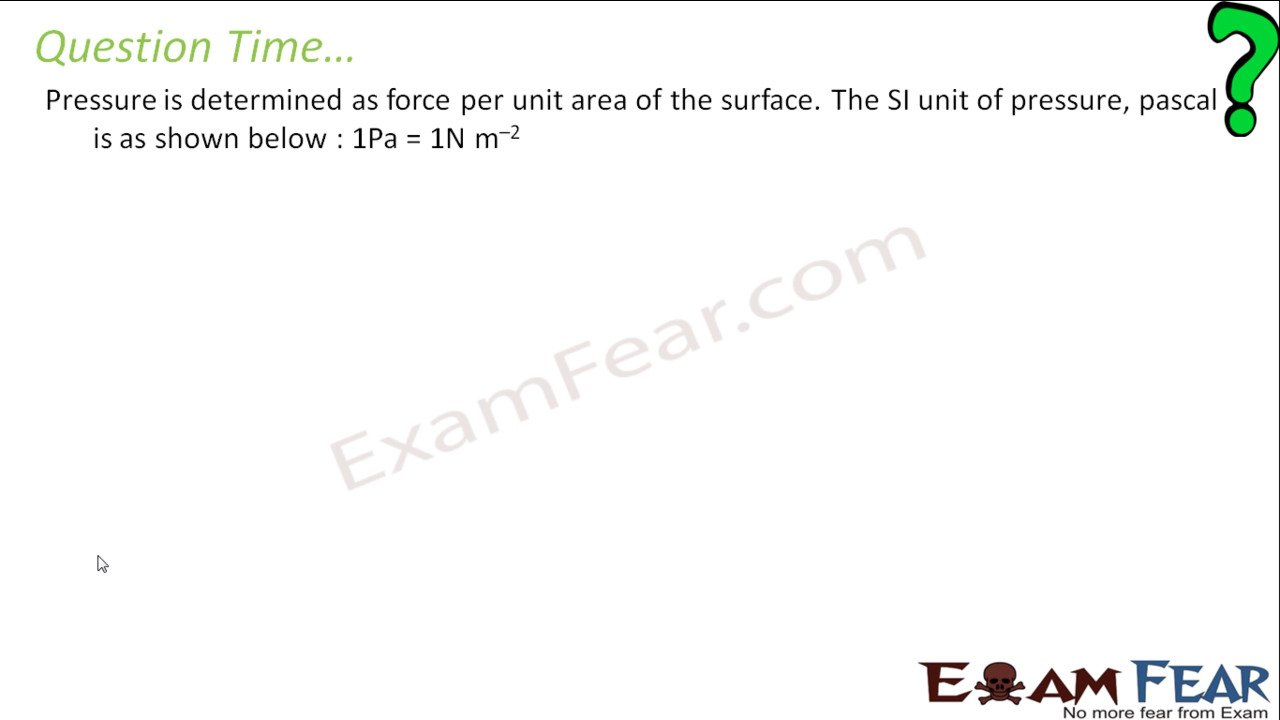 Question Time…
Pressure is determined as force per unit area of the surface. The SI unit of pressure, pascal
is as shown below : 1Pa = 1N m⁻²
ExamFear.com
EXAM FEAR
No more fear from Exam